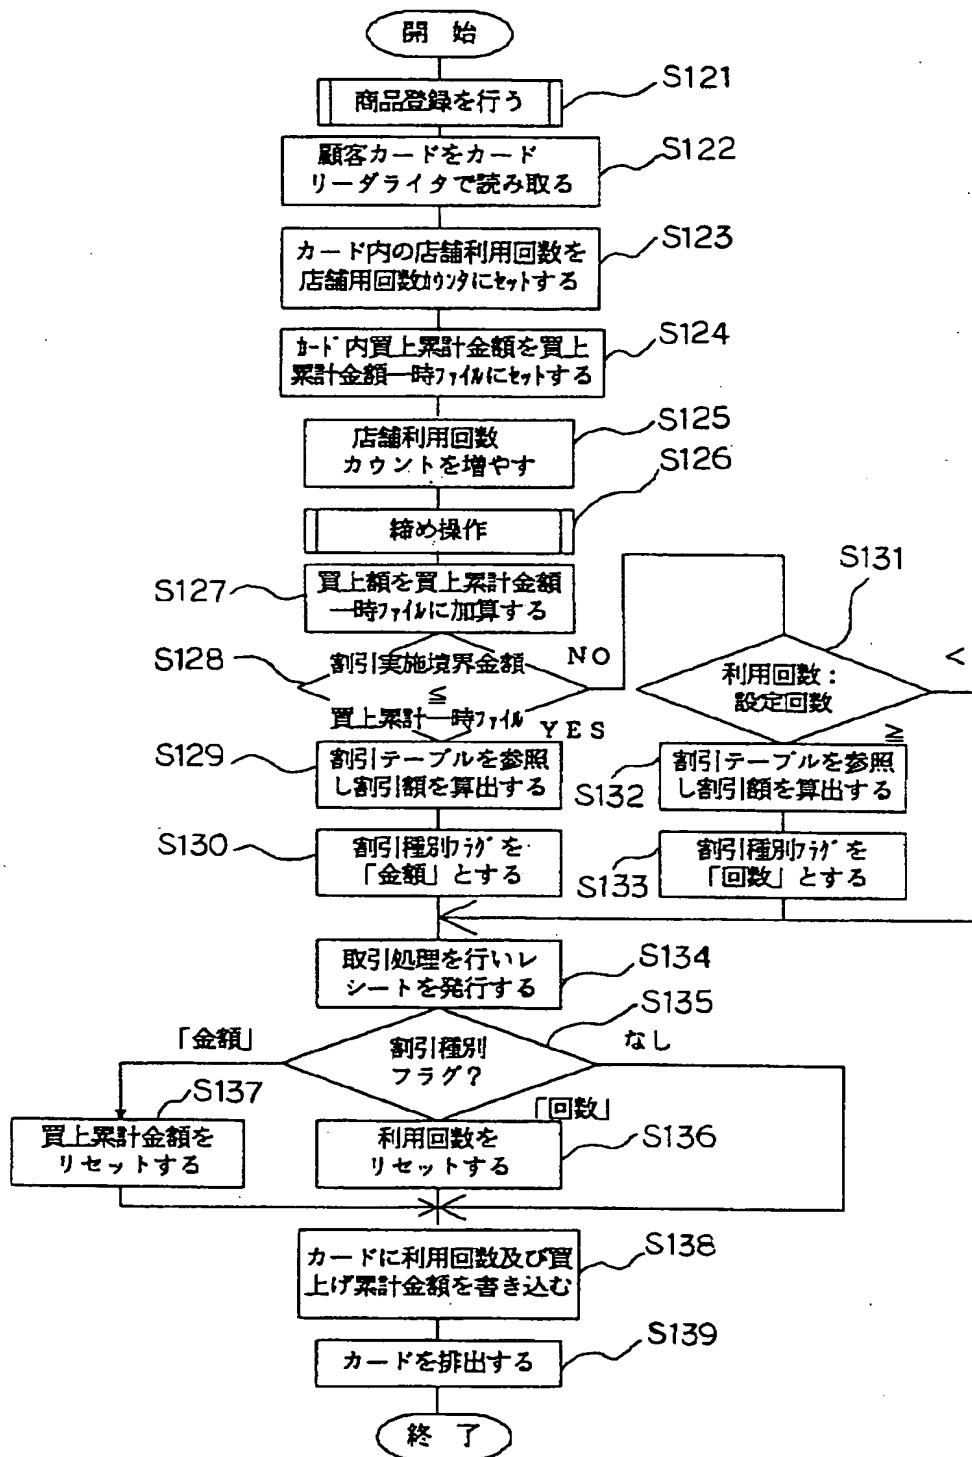 開 始
商品登録を行う
S121
顧客カードをカード
リーダライタで読み取る
S122
カード内の店舗利用回数を
店舗用回数ｶｳﾝﾀにｾｯﾄする
S123
ｶｰﾄﾞ内買上累計金額を買上
累計金額一時ﾌｧｲﾙにｾｯﾄする
S124
店舗利用回数
カウントを増やす
S125
締め操作
S126
買上額を買上累計金額
一時ﾌｧｲﾙに加算する
S127
割引実施境界金額
≦
買上累計一時ﾌｧｲﾙ
S128
NO
YES
利用回数：
設定回数
S131
<
≧
割引テーブルを参照
し割引額を算出する
S129
割引テーブルを参照
し割引額を算出する
S132
割引種別ﾌﾗｸﾞを
「金額」とする
S130
割引種別ﾌﾗｸﾞを
「回数」とする
S133
取引処理を行いレ
シートを発行する
S134
割引種別
フラグ？
S135
「金額」
なし
「回数」
買上累計金額を
リセットする
S137
利用回数を
リセットする
S136
カードに利用回数及び買
上げ累計金額を書き込む
S138
カードを排出する
S139
終 了